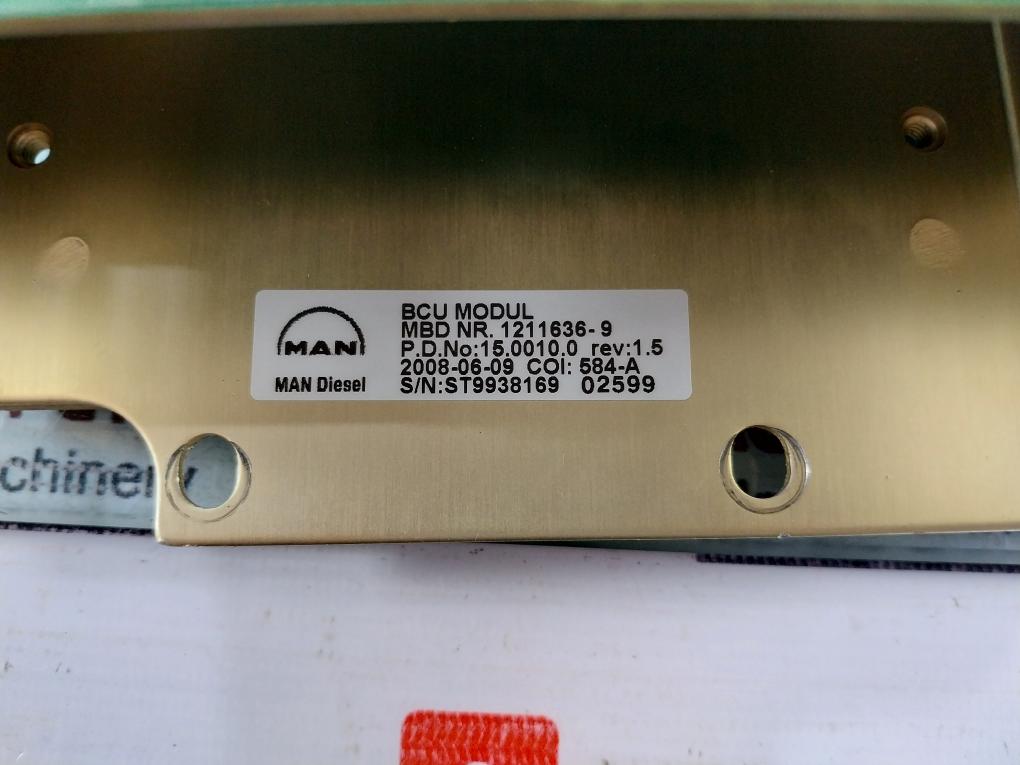 MAN
MAN Diesel
BCU MODUL
MBD NR. 1211636-9
P.D.No:15.0010.0 rev:1.5
2008-06-09 COI: 584-A
S/N:ST9938169 02599
chinery